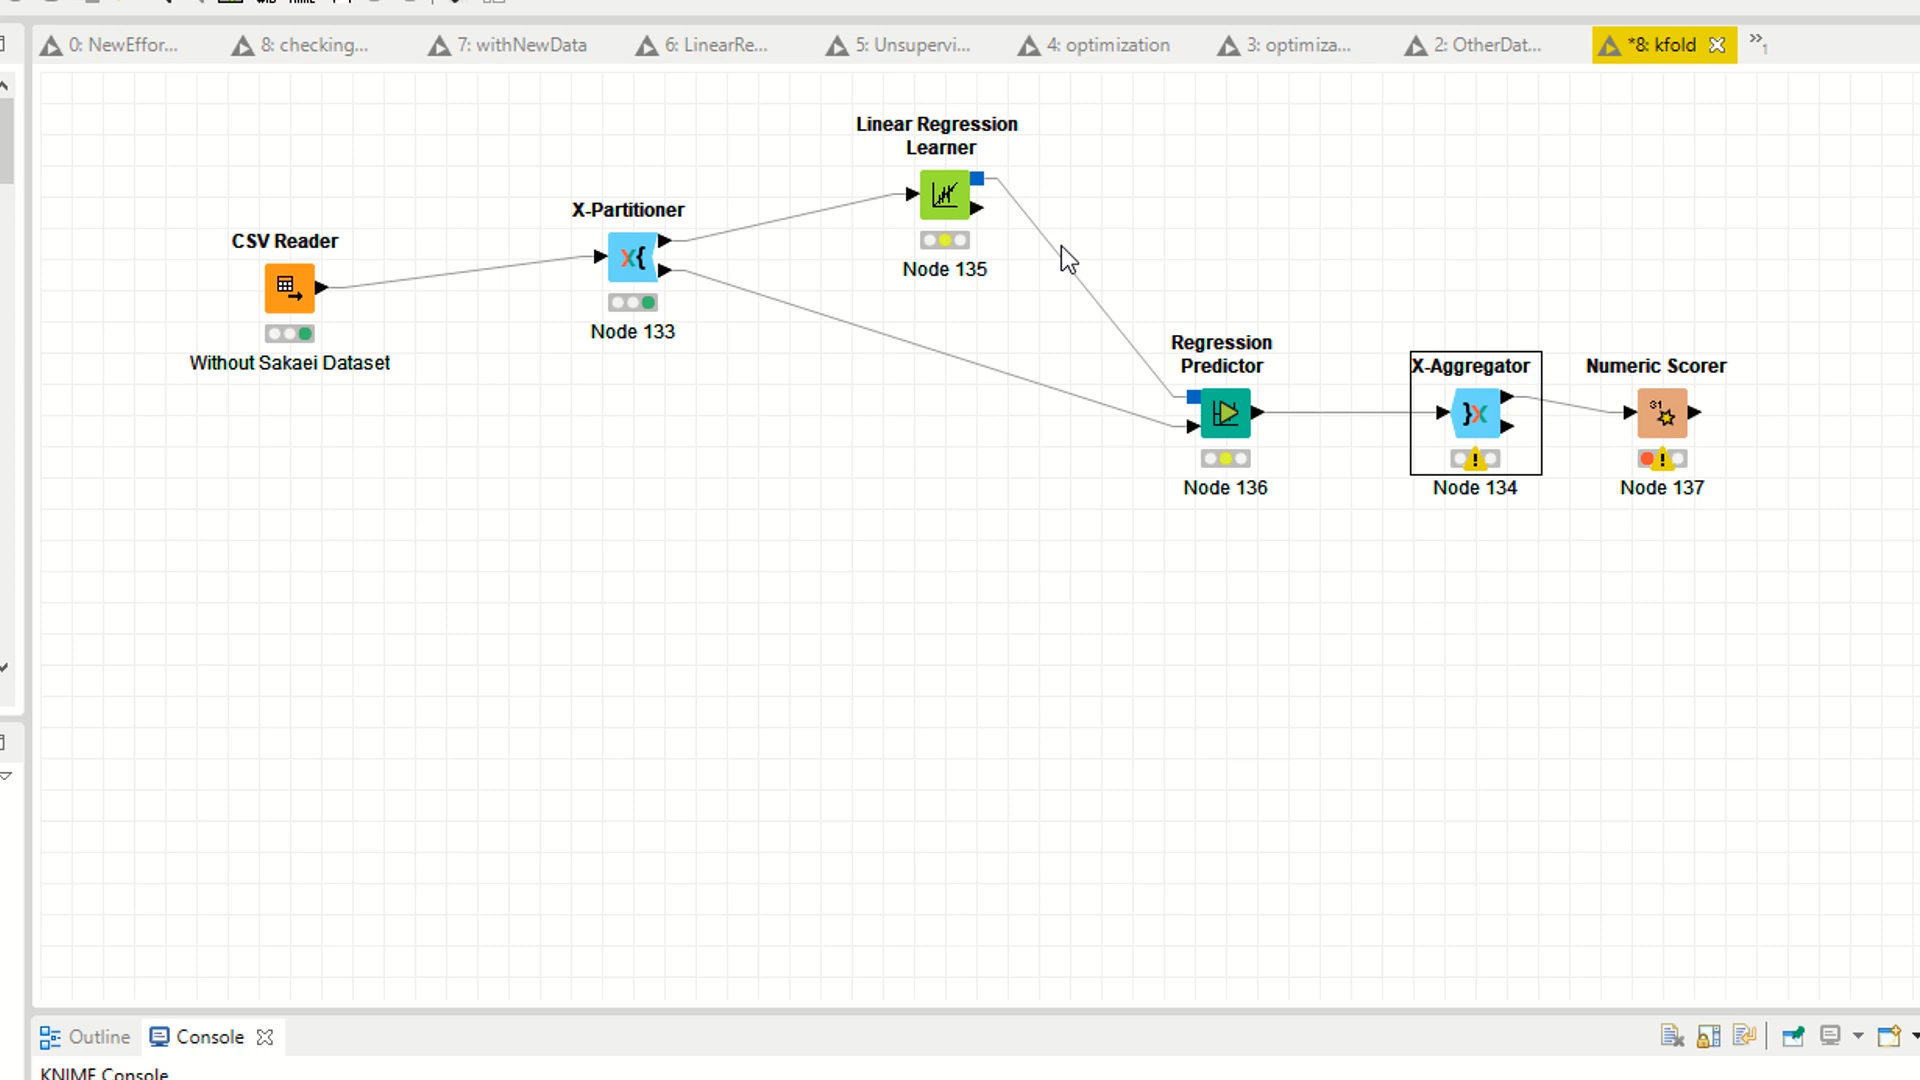 0: NewEffor...
8: checking...
7: withNewData
6: LinearRe...
5: Unsupervi...
4: optimization
3: optimiza...
2: OtherDat...
*8: kfold
»1
Linear Regression
Learner
Node 135
X-Partitioner
X{
Node 133
CSV Reader
Without Sakaei Dataset
Regression
Predictor
Node 136
X-Aggregator
}X
Node 134
Numeric Scorer
31
Node 137
Outline
Console
KNIME Console